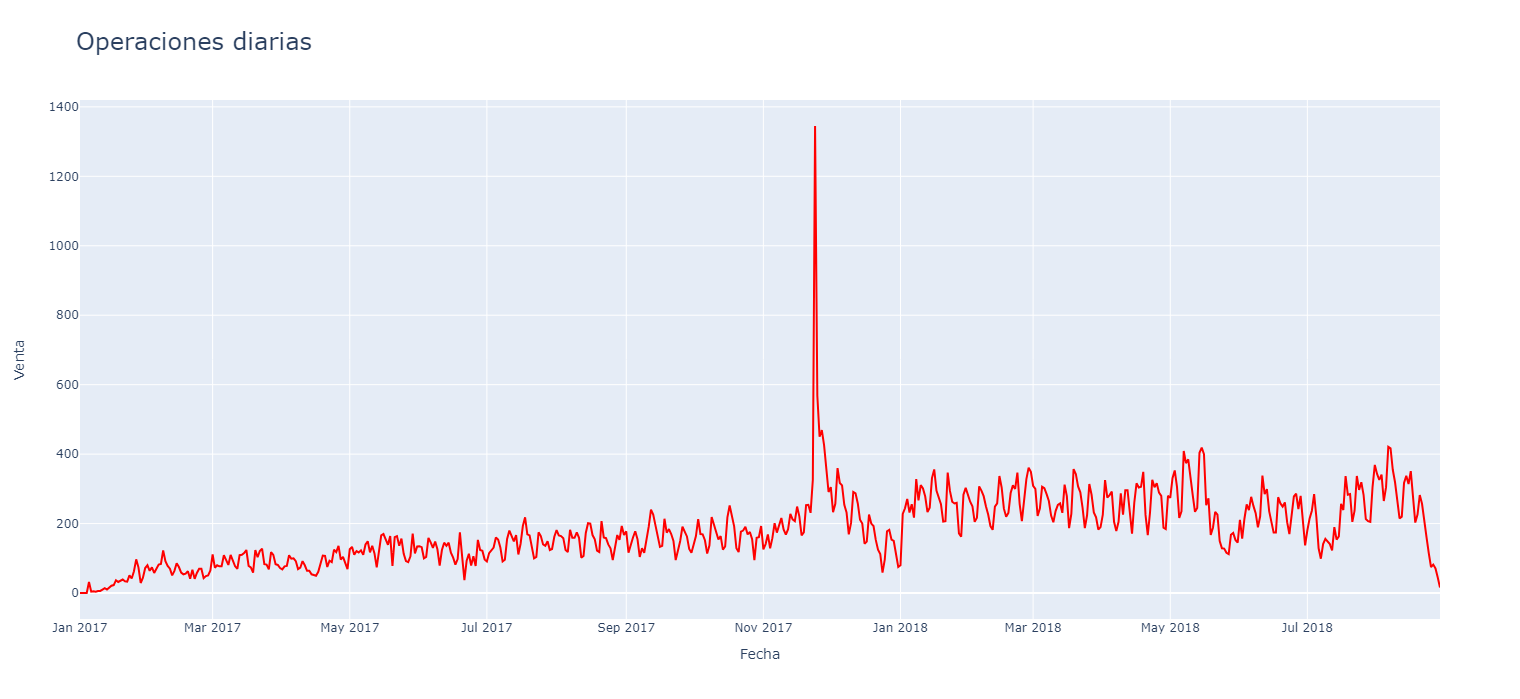 Operaciones diarias
1400
1200
1000
800
600
400
200
0
Venta
Jan 2017
Mar 2017
May 2017
Jul 2017
Sep 2017
Nov 2017
Jan 2018
Mar 2018
May 2018
Jul 2018
Fecha